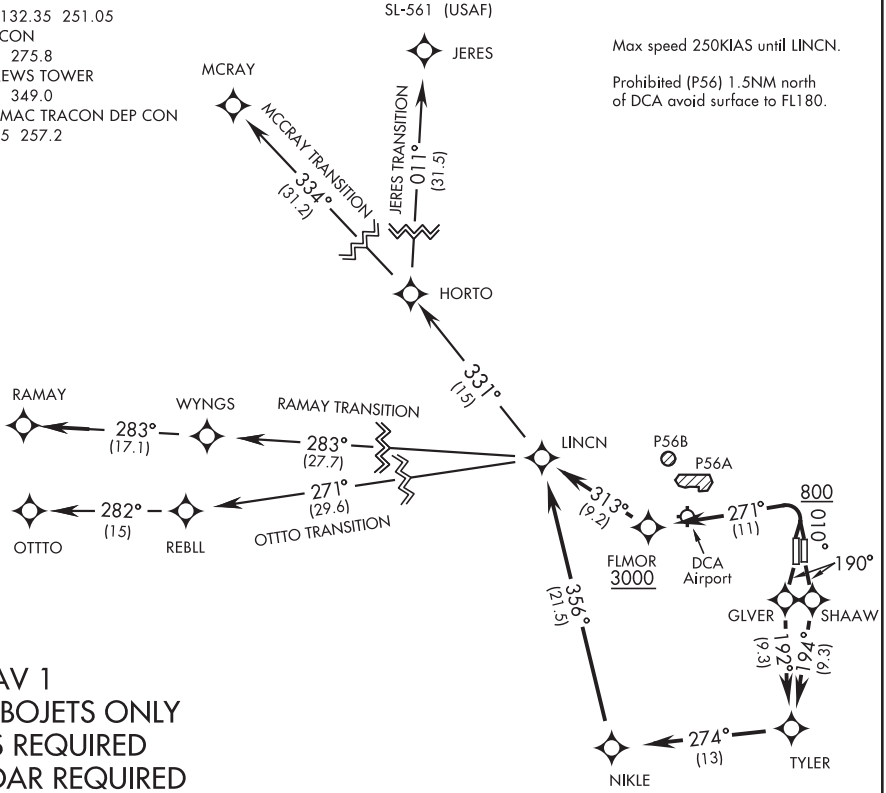 SL-561 (USAF)
132.35 251.05
CON
275.8
EWS TOWER
349.0
MAC TRACON DEP CON
5 257.2
Max speed 250KIAS until LINCN.
Prohibited (P56) 1.5NM north
of DCA avoid surface to FL180.
JERES
MCRAY
MCCRAY TRANSITION
334°
(31.2)
JERES TRANSITION
011°
(31.5)
HORTO
331°
(15)
RAMAY
283°
(17.1)
WYNGS
RAMAY TRANSITION
283°
(27.7)
LINCN
P56B
P56A
OTTTO
282°
(15)
REBLL
271°
(29.6)
OTTTO TRANSITION
313°
(9.2)
FLMOR
3000
DCA
Airport
271°
(11)
800
010°
190°
GLVER
SHAAW
192°
(9.3)
194°
(9.3)
356°
(21.5)
274°
(13)
NIKLE
TYLER
AV 1
BOJETS ONLY
S REQUIRED
DAR REQUIRED